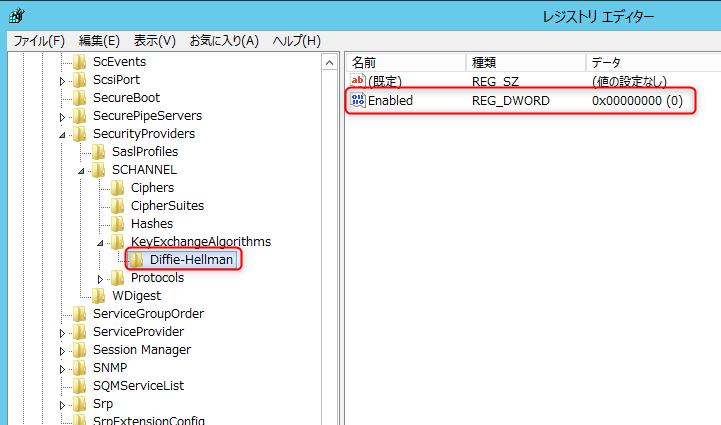 レジストリ エディター
ファイル(F) 編集(E) 表示(V) お気に入り(A) ヘルプ(H)
ScEvents
ScsiPort
SecureBoot
SecurePipeServers
SecurityProviders
SaslProfiles
SCHANNEL
Ciphers
CipherSuites
Hashes
KeyExchangeAlgorithms
Diffie-Hellman
Protocols
WDigest
ServiceGroupOrder
ServiceProvider
Session Manager
SNMP
SQMServiceList
Srp
SrpExtensionConfig
名前 種類 データ
ab (既定) REG_SZ (値の設定なし)
Enabled REG_DWORD 0x00000000 (0)